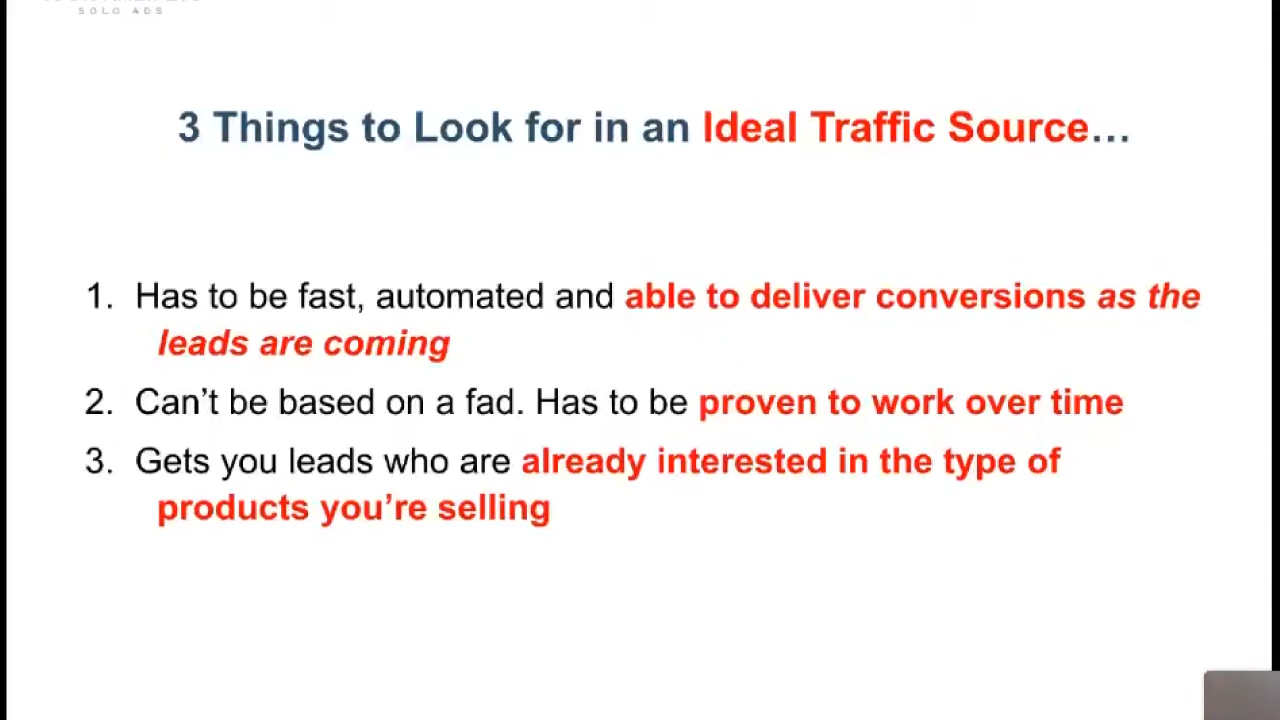 SOLO ADS
3 Things to Look for in an Ideal Traffic Source...
1. Has to be fast, automated and able to deliver conversions as the
leads are coming
2. Can't be based on a fad. Has to be proven to work over time
3. Gets you leads who are already interested in the type of
products you're selling